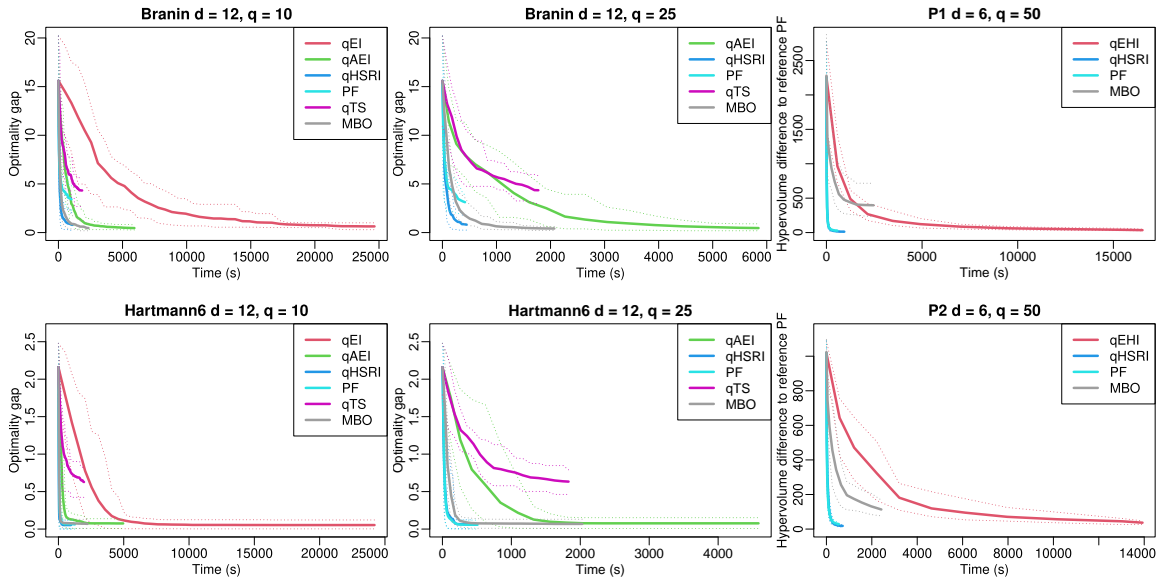 Branin d = 12, q = 10
Optimality gap
20
15
10
5
0
qEI
qAEI
qHSRI
PF
qTS
MBO
0 5000 10000 15000 20000 25000
Time (s)
Branin d = 12, q = 25
Optimality gap
20
15
10
5
0
qAEI
qHSRI
PF
qTS
MBO
0 1000 2000 3000 4000 5000 6000
Time (s)
P1 d = 6, q = 50
Hypervolume difference to reference PF
2500
1500
500
0
qEHI
qHSRI
PF
MBO
0 5000 10000 15000
Time (s)
Hartmann6 d = 12, q = 10
Optimality gap
2.5
2.0
1.5
1.0
0.5
0.0
qEI
qAEI
qHSRI
PF
qTS
MBO
0 5000 10000 15000 20000 25000
Time (s)
Hartmann6 d = 12, q = 25
Optimality gap
2.5
2.0
1.5
1.0
0.5
0.0
qAEI
qHSRI
PF
qTS
MBO
0 1000 2000 3000 4000
Time (s)
P2 d = 6, q = 50
Hypervolume difference to reference PF
800
600
400
200
0
qEHI
qHSRI
PF
MBO
0 2000 4000 6000 8000 10000 14000
Time (s)